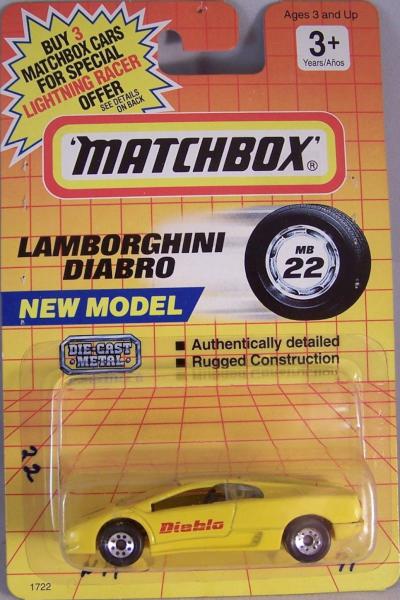 BUY 3
MATCHBOX CARS
FOR SPECIAL
LIGHTNING RACER
OFFER
SEE DETAILS
ON BACK
Ages 3 and Up
3+
Years/Años
'MATCHBOX'®
LAMBORGHINI
DIABRO
MB
22
NEW MODEL
DIE-CAST
METAL
■ Authentically detailed
■ Rugged Construction
22
Diablo
1722